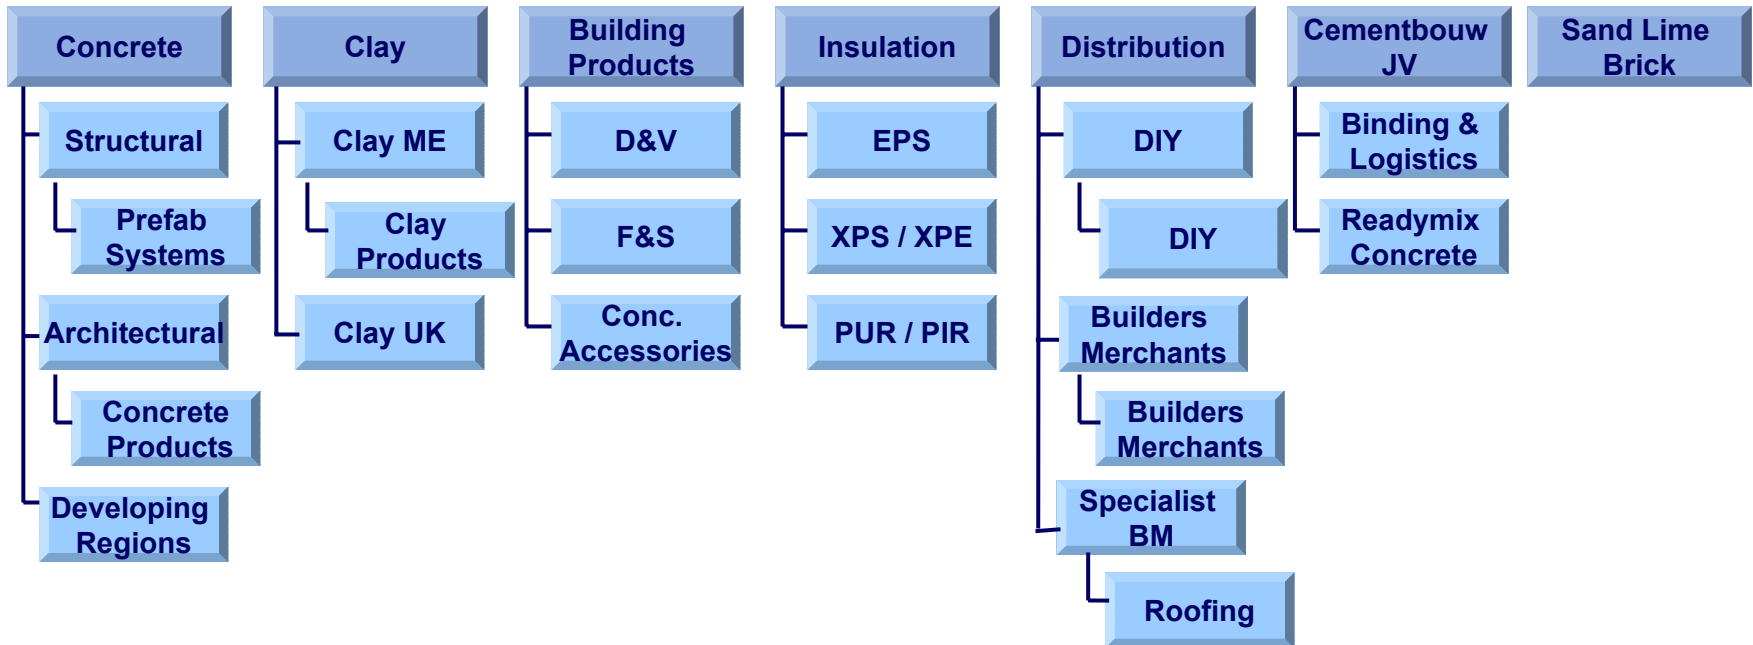 Concrete
Structural
Prefab
Systems
Architectural
Concrete
Products
Developing
Regions
Clay
Clay ME
Clay
Products
Clay UK
Building
Products
D&V
F&S
Conc.
Accessories
Insulation
EPS
XPS / XPE
PUR / PIR
Distribution
DIY
DIY
Builders
Merchants
Builders
Merchants
Specialist
BM
Roofing
Cementbouw
JV
Binding &
Logistics
Readymix
Concrete
Sand Lime
Brick